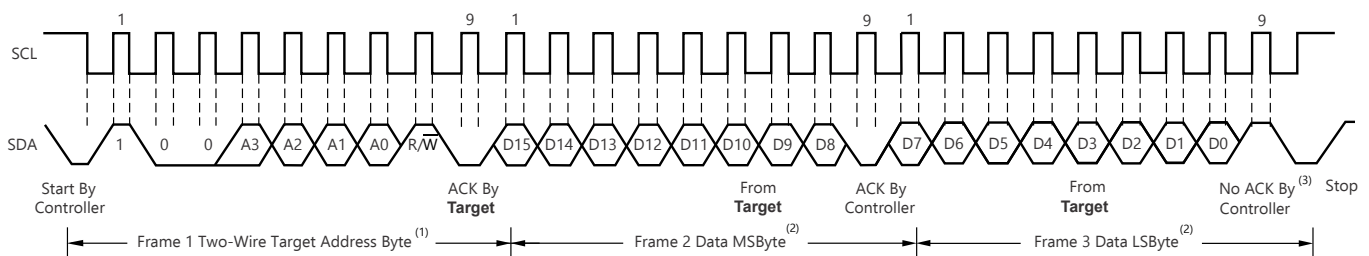 1 9 1 9 1 9
SCL
SDA 1 0 0 A3 A2 A1 A0 R/W̅ D15 D14 D13 D12 D11 D10 D9 D8 D7 D6 D5 D4 D3 D2 D1 D0
Start By
Controller
ACK By
Target
From
Target
ACK By
Controller
From
Target
No ACK By (3)
Controller
Stop
Frame 1 Two-Wire Target Address Byte (1)
Frame 2 Data MSByte (2)
Frame 3 Data LSByte (2)